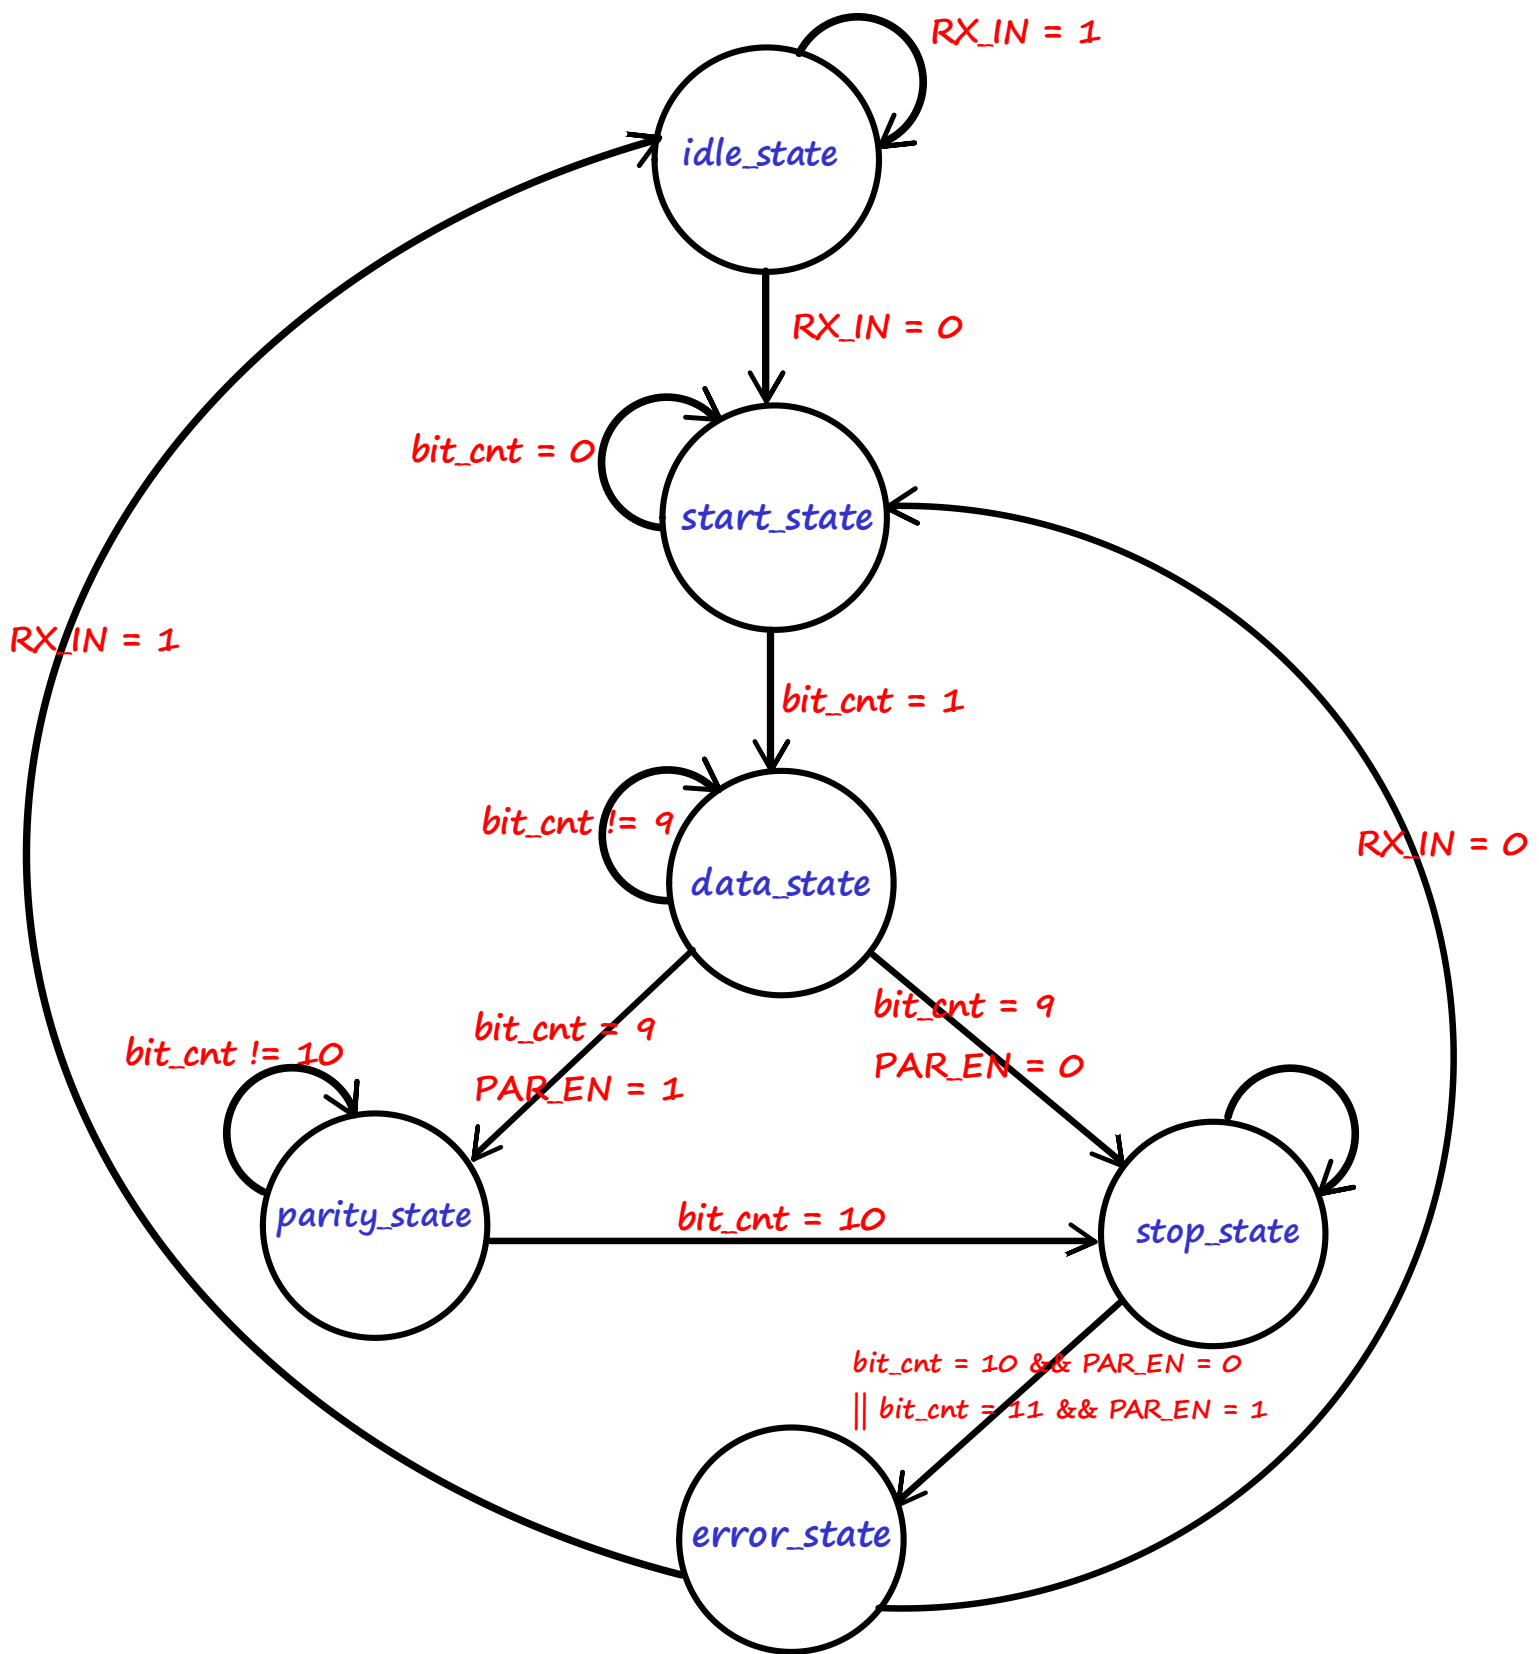 RX_IN = 1
idle_state
RX_IN = 0
bit_cnt = 0
start_state
RX_IN = 1
bit_cnt = 1
bit_cnt != 9
RX_IN = 0
data_state
bit_cnt = 9
PAR_EN = 1
bit_cnt = 9
PAR_EN = 0
bit_cnt != 10
parity_state
bit_cnt = 10
stop_state
bit_cnt = 10 && PAR_EN = 0
|| bit_cnt = 11 && PAR_EN = 1
error_state